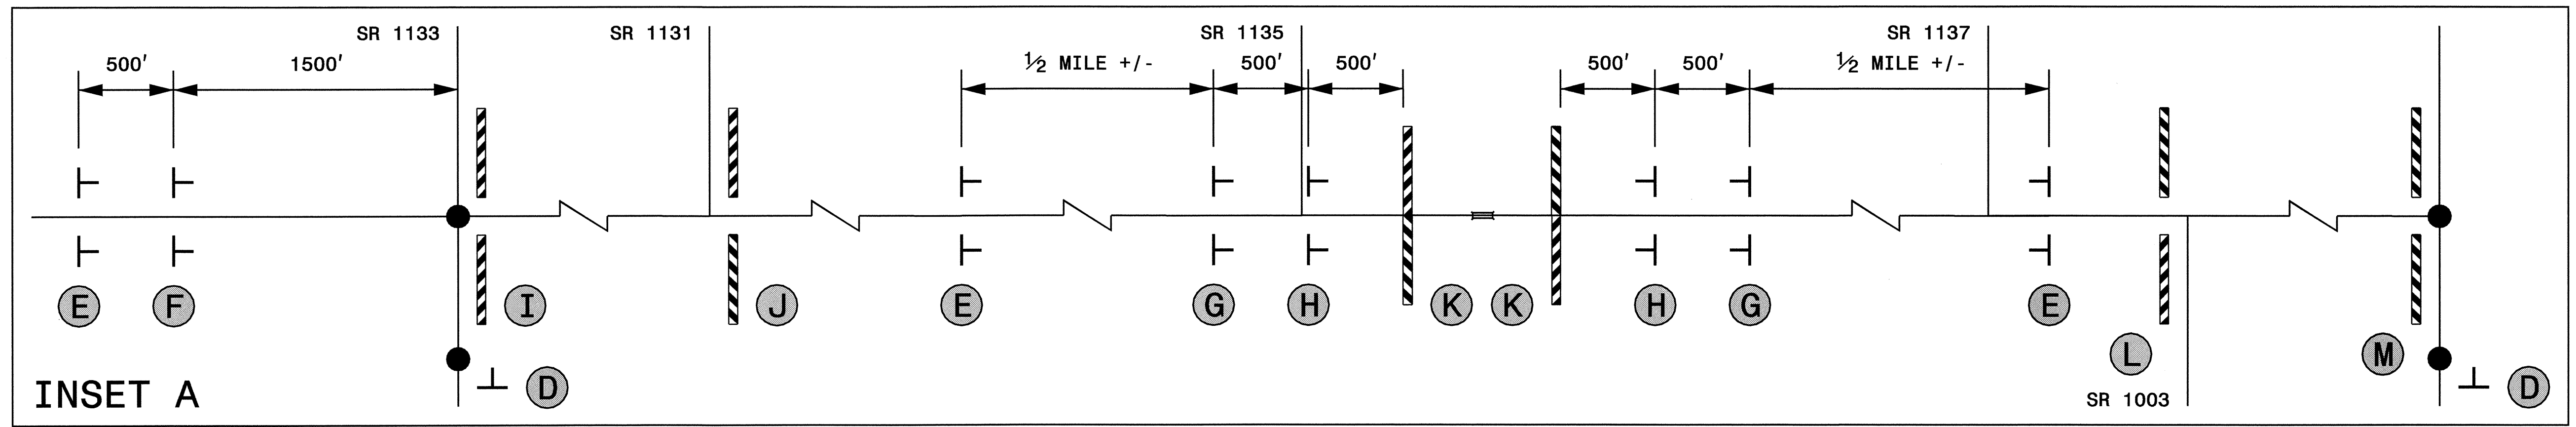 SR 1133
SR 1131
SR 1135
SR 1137
500'
1500'
½ MILE +/-
500'
500'
500'
500'
½ MILE +/-
E
F
I
J
E
G
H
K
K
H
G
E
L
M
INSET A
D
SR 1003
D